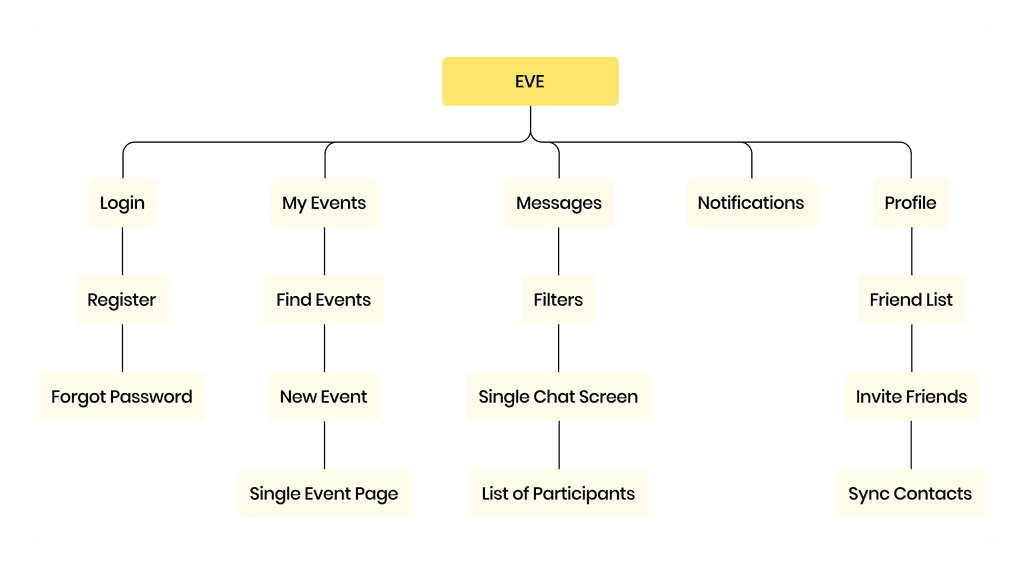 EVE
Login
My Events
Messages
Notifications
Profile
Register
Find Events
Filters
Friend List
Forgot Password
New Event
Single Chat Screen
Invite Friends
Single Event Page
List of Participants
Sync Contacts